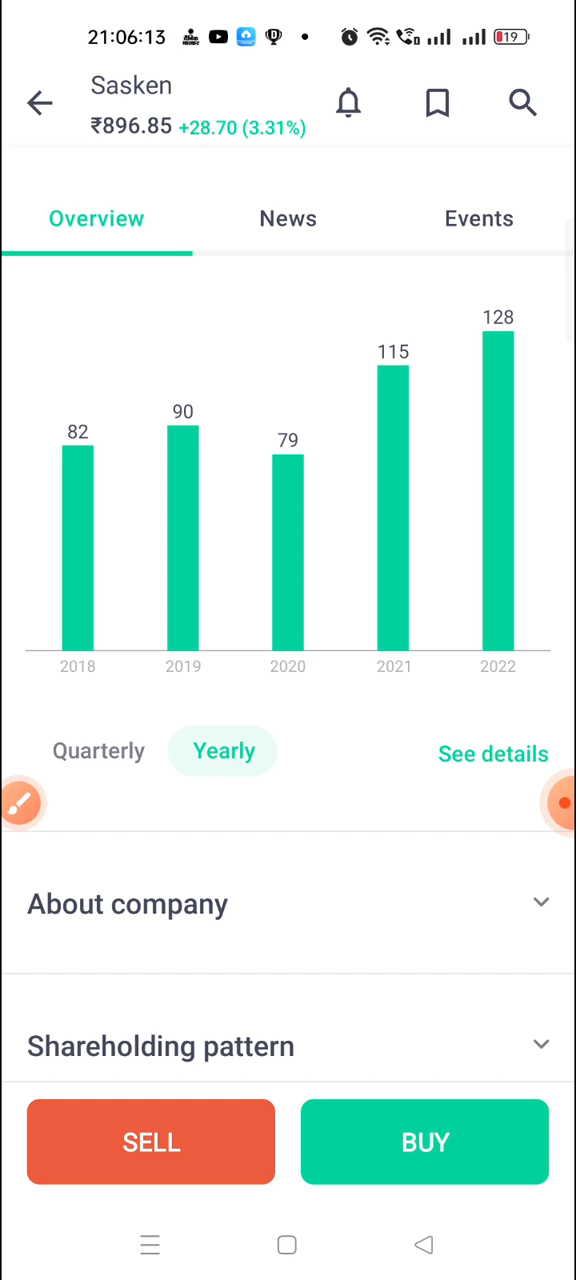 21:06:13
19
Sasken
₹896.85 +28.70 (3.31%)
Overview News Events
128
115
90
82
79
2018 2019 2020 2021 2022
Quarterly Yearly See details
About company
Shareholding pattern
SELL BUY